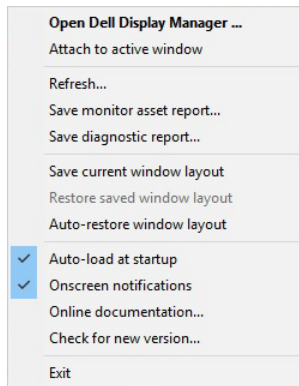 Open Dell Display Manager ...
Attach to active window
Refresh...
Save monitor asset report...
Save diagnostic report...
Save current window layout
Restore saved window layout
Auto-restore window layout
Auto-load at startup
Onscreen notifications
Online documentation...
Check for new version...
Exit